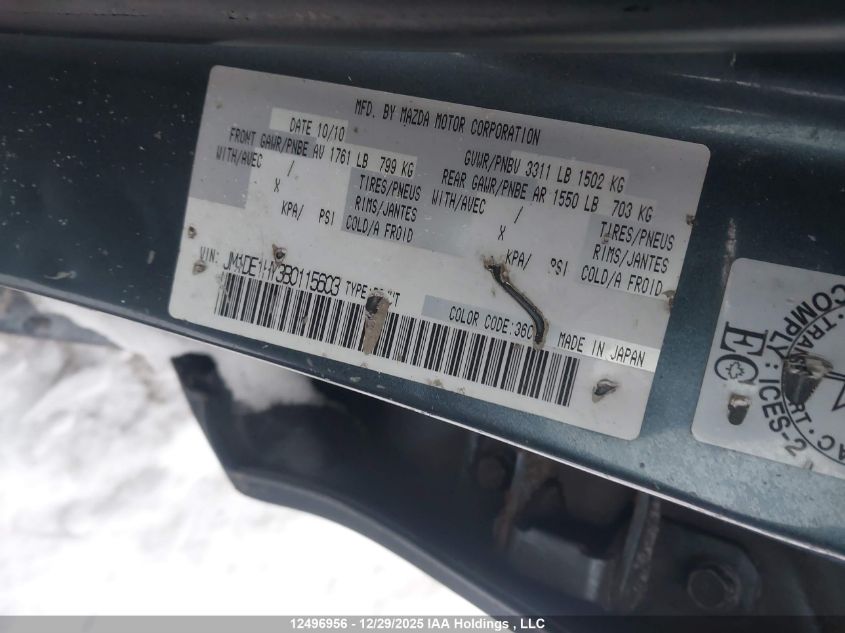 MFD. BY MAZDA MOTOR CORPORATION
DATE 10/10
GVWR/PNBV 3311 LB 1502 KG
FRONT GAWR/PNBE AV 1761 LB 799 KG
REAR GAWR/PNBE AR 1550 LB 703 KG
WITH/AVEC / TIRES/PNEUS
WITH/AVEC / TIRES/PNEUS
X RIMS/JANTES
X RIMS/JANTES
KPA/ PSI COLD/A FROID
KPA/ PSI COLD/A FROID
VIN: JM1DE1HY3B0115603
COLOR CODE:36C
MADE IN JAPAN
EC
ICES-2
COMPLY:
12496956 - 12/29/2025 IAA Holdings , LLC